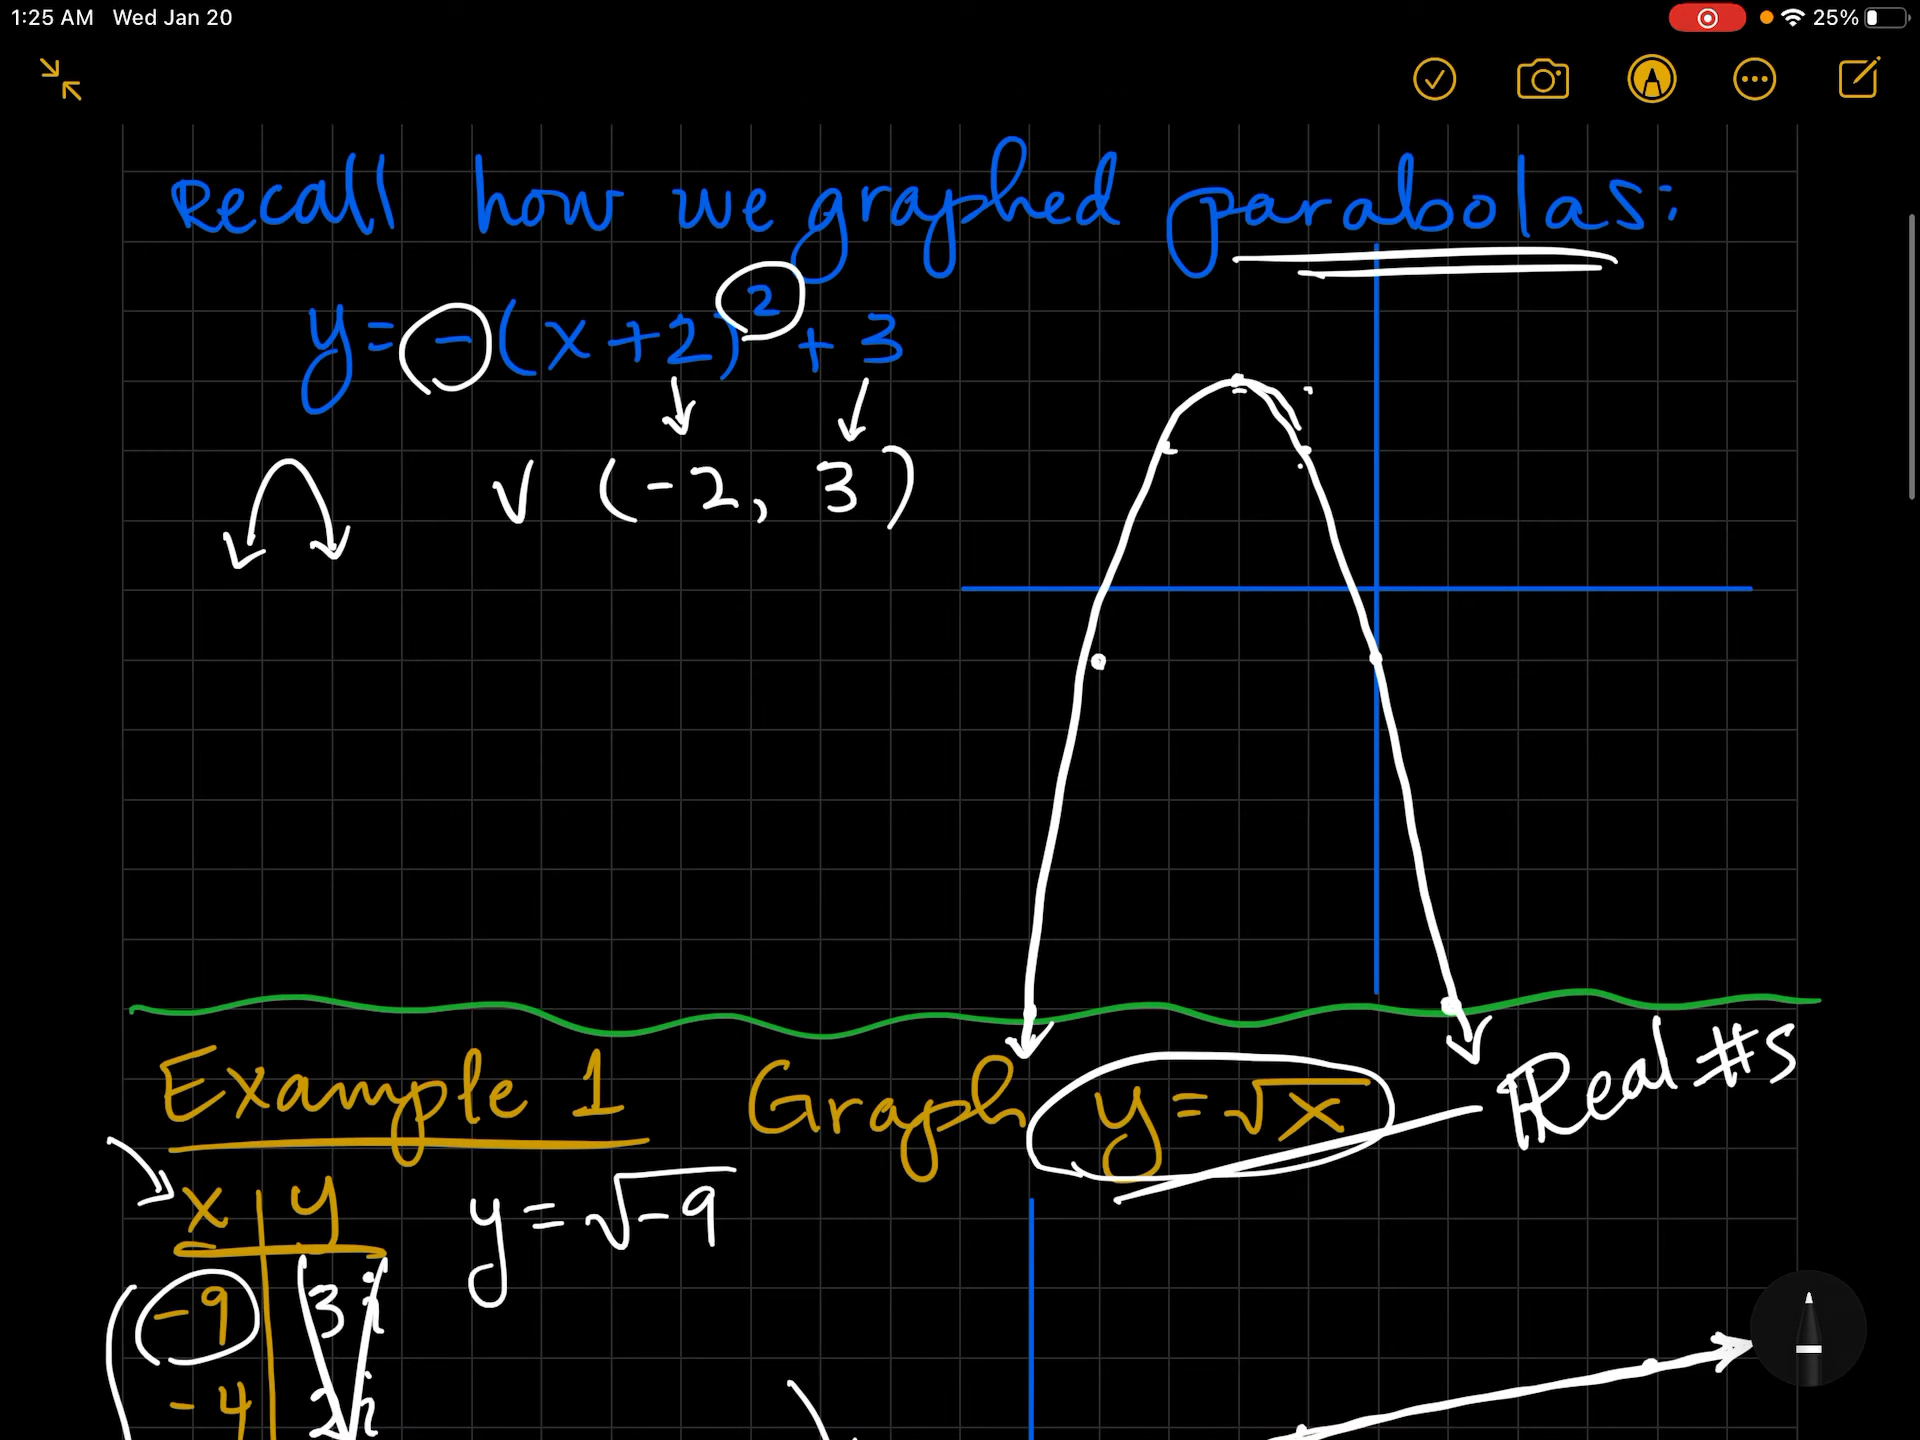 1:25 AM Wed Jan 20 25%
Recall how we graphed parabolas:
y = -(x+2)² + 3
V (-2, 3)
Example 1 Graph y = √x Real #s
x y y = √-9
-9 3i
-4 2i